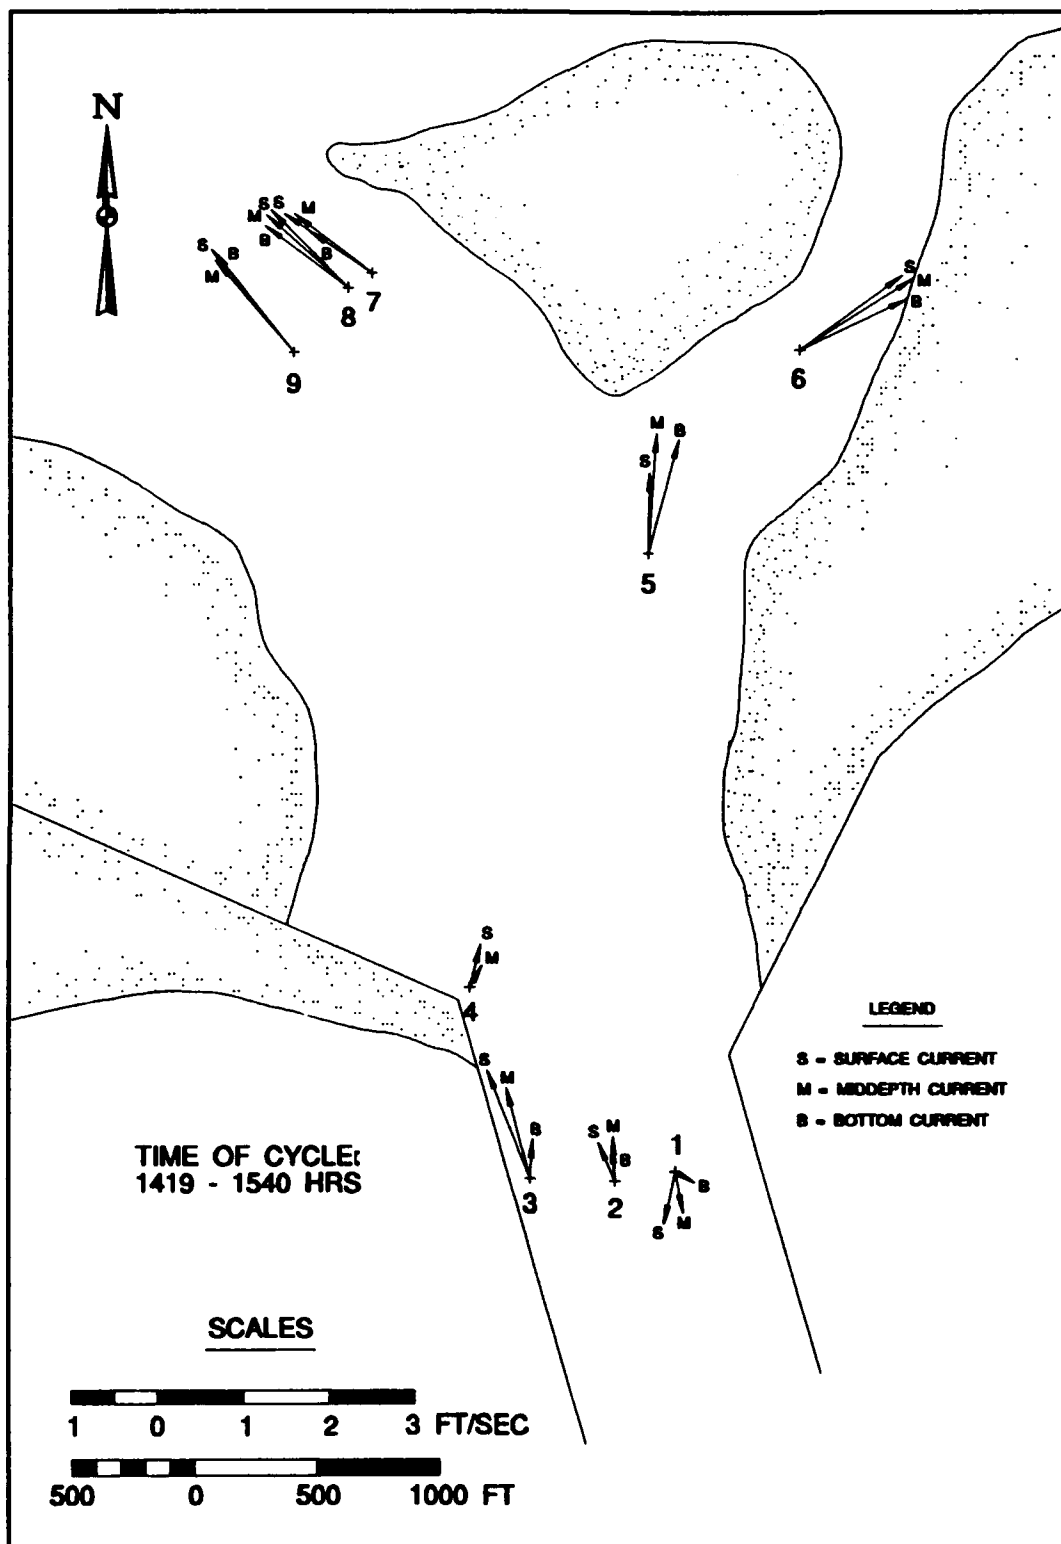 N
S S M
M
B
B
S
B
M
7
8
9
S
M
B
6
M
B
S
5
S
M
4
LEGEND
S - SURFACE CURRENT
M - MIDDEPTH CURRENT
B - BOTTOM CURRENT
S
M
B
3
S
M
B
2
1
B
M
S
TIME OF CYCLE:
1419 - 1540 HRS
SCALES
1 0 1 2 3 FT/SEC
500 0 500 1000 FT